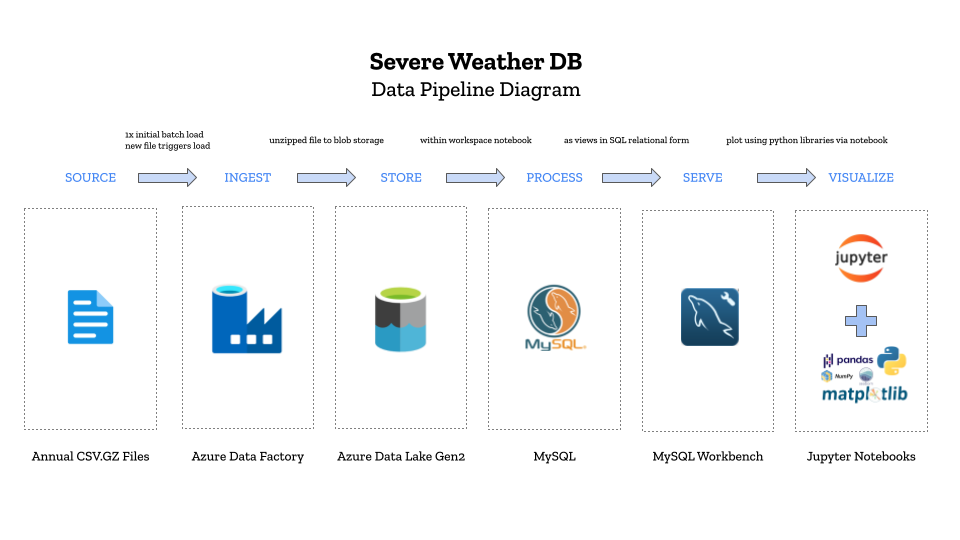 Severe Weather DB
Data Pipeline Diagram
1x initial batch load
new file triggers load
unzipped file to blob storage
within workspace notebook
as views in SQL relational form
plot using python libraries via notebook
SOURCE
INGEST
STORE
PROCESS
SERVE
VISUALIZE
jupyter
MySQL
pandas
NumPy
matplotlib
Annual CSV.GZ Files
Azure Data Factory
Azure Data Lake Gen2
MySQL
MySQL Workbench
Jupyter Notebooks